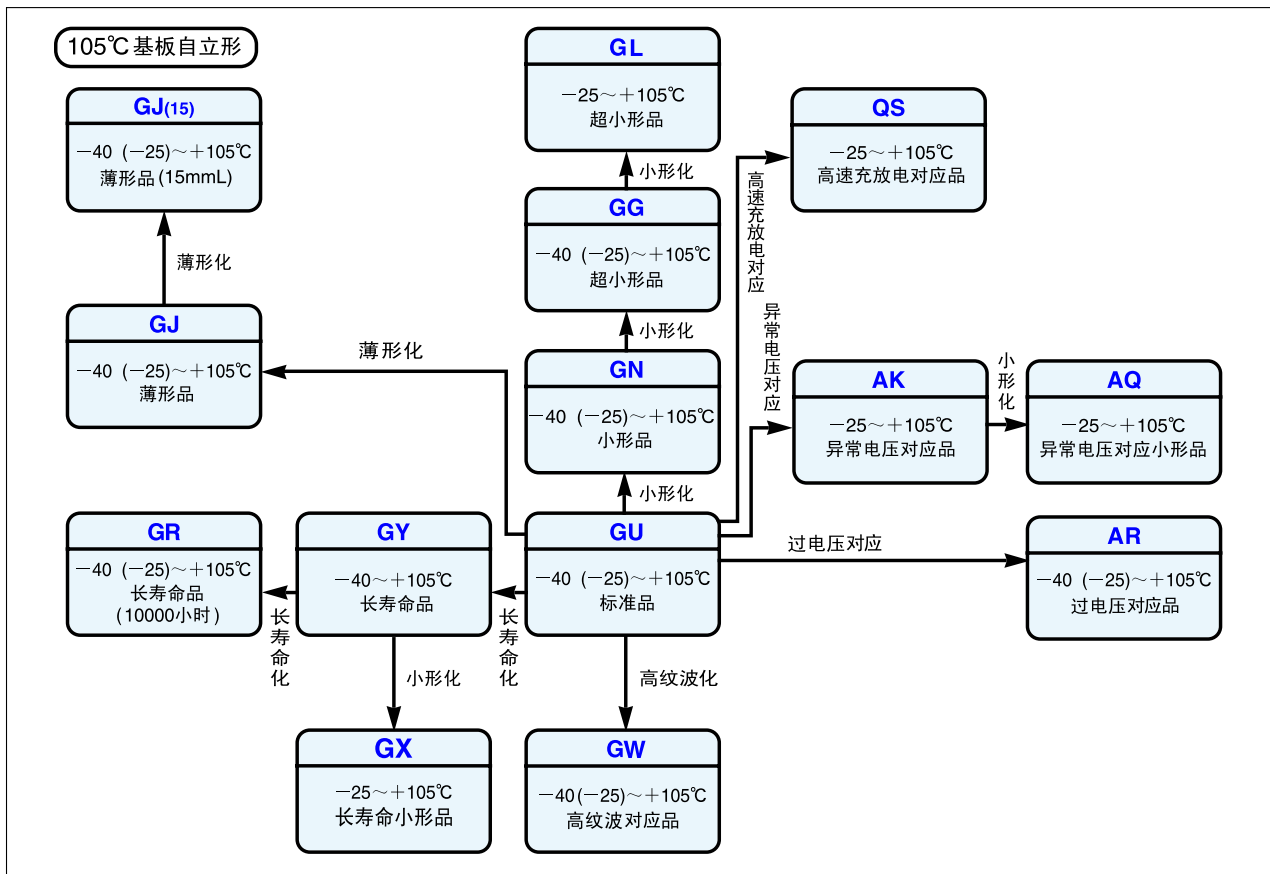 105℃基板自立形
GL
−25～+105℃
超小形品
GJ(15)
−40 (−25)～+105℃
薄形品(15mmL)
QS
−25～+105℃
高速充放电对应品
小形化
高速充放电对应
GG
−40 (−25)～+105℃
超小形品
薄形化
GJ
−40 (−25)～+105℃
薄形品
小形化
异常电压对应
薄形化
GN
−40 (−25)～+105℃
小形品
AK
−25～+105℃
异常电压对应品
小形化
AQ
−25～+105℃
异常电压对应小形品
小形化
GR
−40 (−25)～+105℃
长寿命品
(10000小时)
长寿命化
GY
−40～+105℃
长寿命品
长寿命化
GU
−40 (−25)～+105℃
标准品
过电压对应
AR
−40 (−25)～+105℃
过电压对应品
小形化
高纹波化
GX
−25～+105℃
长寿命小形品
GW
−40(−25)～+105℃
高纹波对应品